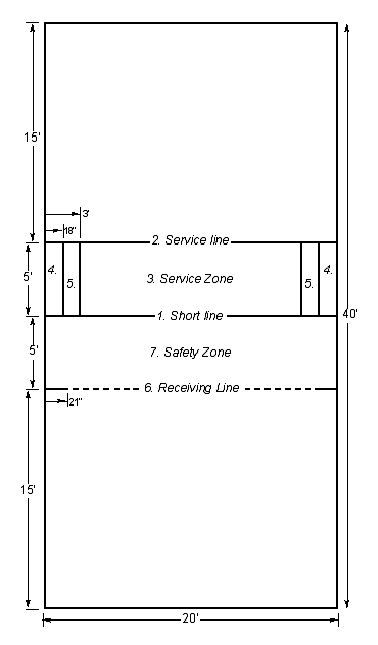 15'
3'
18"
2. Service line
4.
4.
5'
5.
3. Service Zone
5.
1. Short line
40'
5'
7. Safety Zone
6. Receiving Line
21"
15'
20'